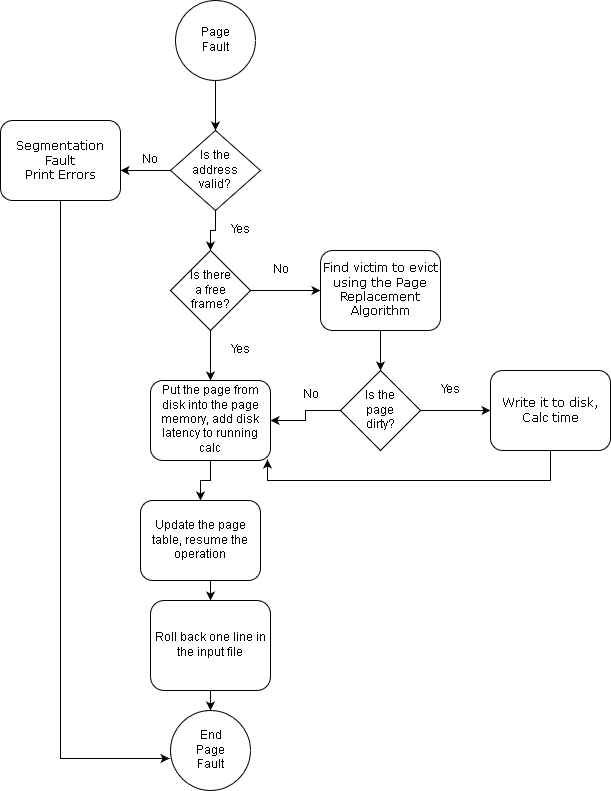 Page
Fault
Is the
address
valid?
No
Segmentation
Fault
Print Errors
Yes
Is there
a free
frame?
No
Find victim to evict
using the Page
Replacement
Algorithm
Yes
Is the
page
dirty?
No
Yes
Write it to disk,
Calc time
Put the page from
disk into the page
memory, add disk
latency to running
calc
Update the page
table, resume the
operation
Roll back one line in
the input file
End
Page
Fault